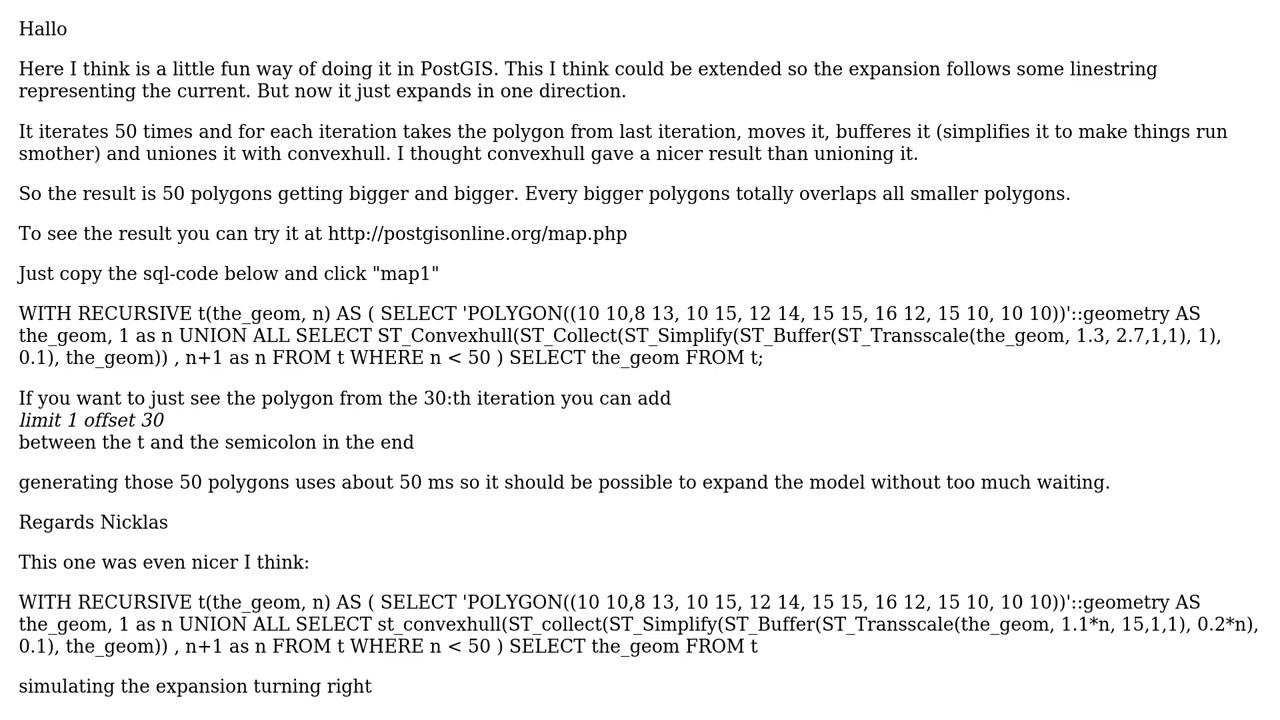 Hallo
Here I think is a little fun way of doing it in PostGIS. This I think could be extended so the expansion follows some linestring
representing the current. But now it just expands in one direction.
It iterates 50 times and for each iteration takes the polygon from last iteration, moves it, bufferes it (simplifies it to make things run
smother) and uniones it with convexhull. I thought convexhull gave a nicer result than unioning it.
So the result is 50 polygons getting bigger and bigger. Every bigger polygons totally overlaps all smaller polygons.
To see the result you can try it at http://postgisonline.org/map.php
Just copy the sql-code below and click "map1"
WITH RECURSIVE t(the_geom, n) AS ( SELECT 'POLYGON((10 10,8 13, 10 15, 12 14, 15 15, 16 12, 15 10, 10 10))'::geometry AS
the_geom, 1 as n UNION ALL SELECT ST_Convexhull(ST_Collect(ST_Simplify(ST_Buffer(ST_Transscale(the_geom, 1.3, 2.7,1,1), 1),
0.1), the_geom)) , n+1 as n FROM t WHERE n < 50 ) SELECT the_geom FROM t;
If you want to just see the polygon from the 30:th iteration you can add
limit 1 offset 30
between the t and the semicolon in the end
generating those 50 polygons uses about 50 ms so it should be possible to expand the model without too much waiting.
Regards Nicklas
This one was even nicer I think:
WITH RECURSIVE t(the_geom, n) AS ( SELECT 'POLYGON((10 10,8 13, 10 15, 12 14, 15 15, 16 12, 15 10, 10 10))'::geometry AS
the_geom, 1 as n UNION ALL SELECT st_convexhull(ST_collect(ST_Simplify(ST_Buffer(ST_Transscale(the_geom, 1.1*n, 15,1,1), 0.2*n),
0.1), the_geom)) , n+1 as n FROM t WHERE n < 50 ) SELECT the_geom FROM t
simulating the expansion turning right